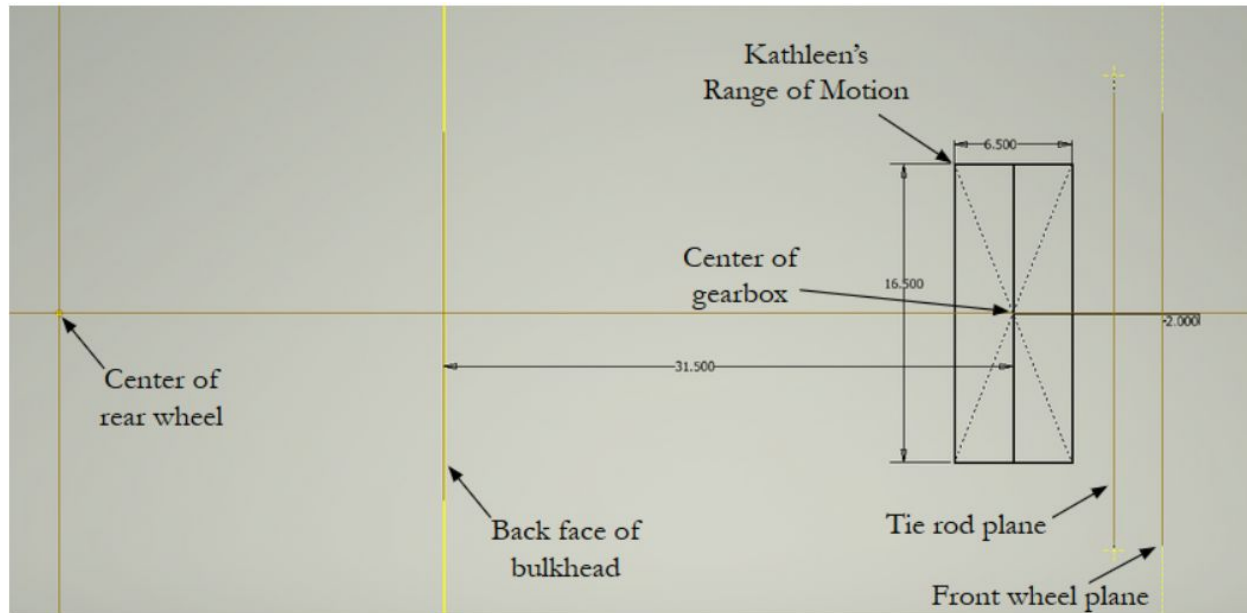 Kathleen's
Range of Motion
6.500
Center of
gearbox
16.500
-2.000
31.500
Center of
rear wheel
Back face of
bulkhead
Tie rod plane
Front wheel plane